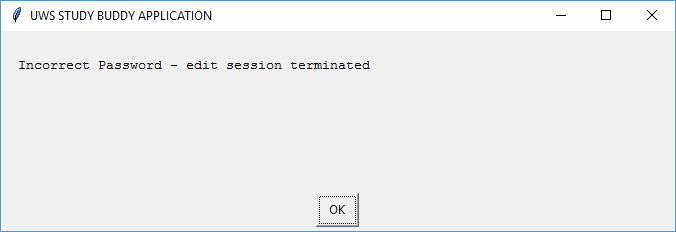 UWS STUDY BUDDY APPLICATION
Incorrect Password - edit session terminated
OK